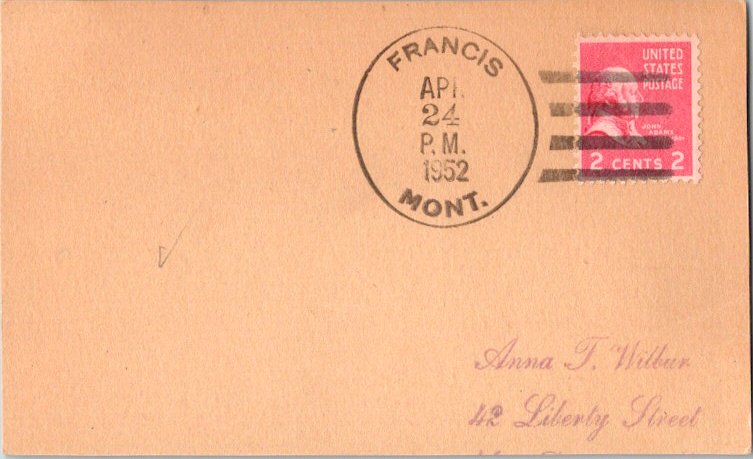 FRANCIS
APR.
24
P.M.
1952
MONT.
UNITED
STATES
POSTAGE
JOHN
ADAMS
2 CENTS 2
Anna T. Wilbur
42 Liberty Street